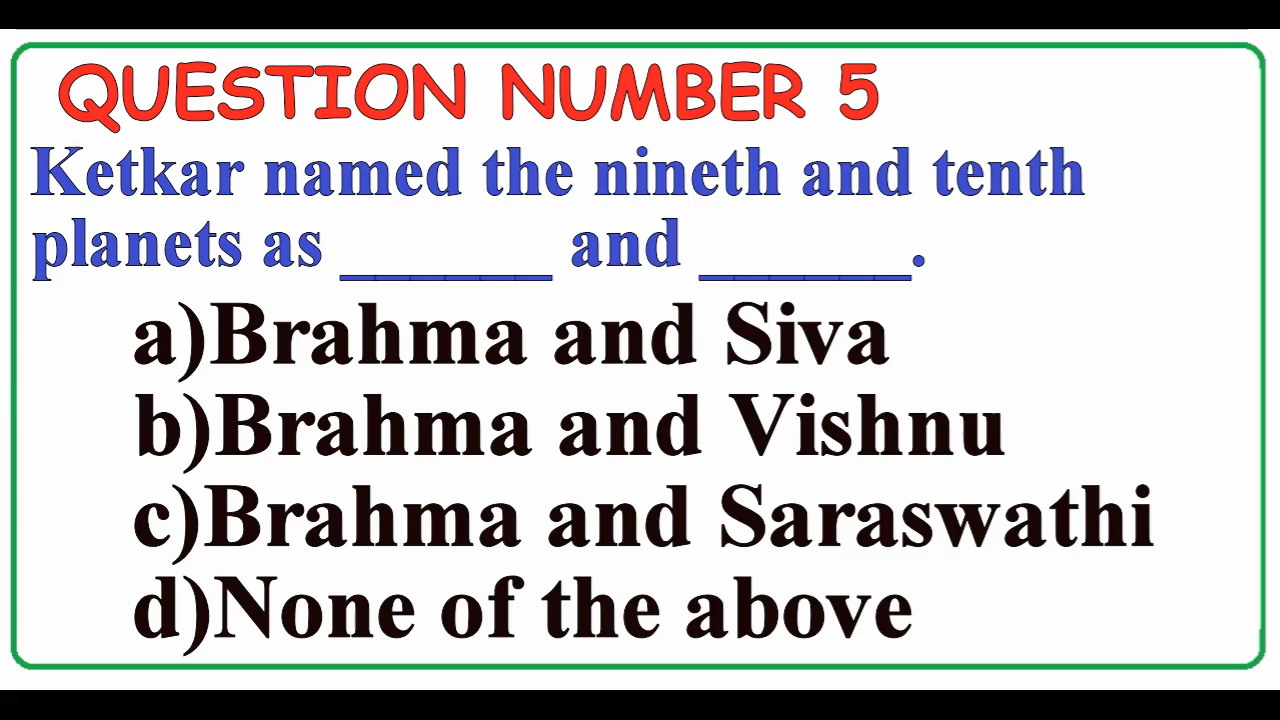 QUESTION NUMBER 5
Ketkar named the nineth and tenth
planets as ______ and ______.
a)Brahma and Siva
b)Brahma and Vishnu
c)Brahma and Saraswathi
d)None of the above